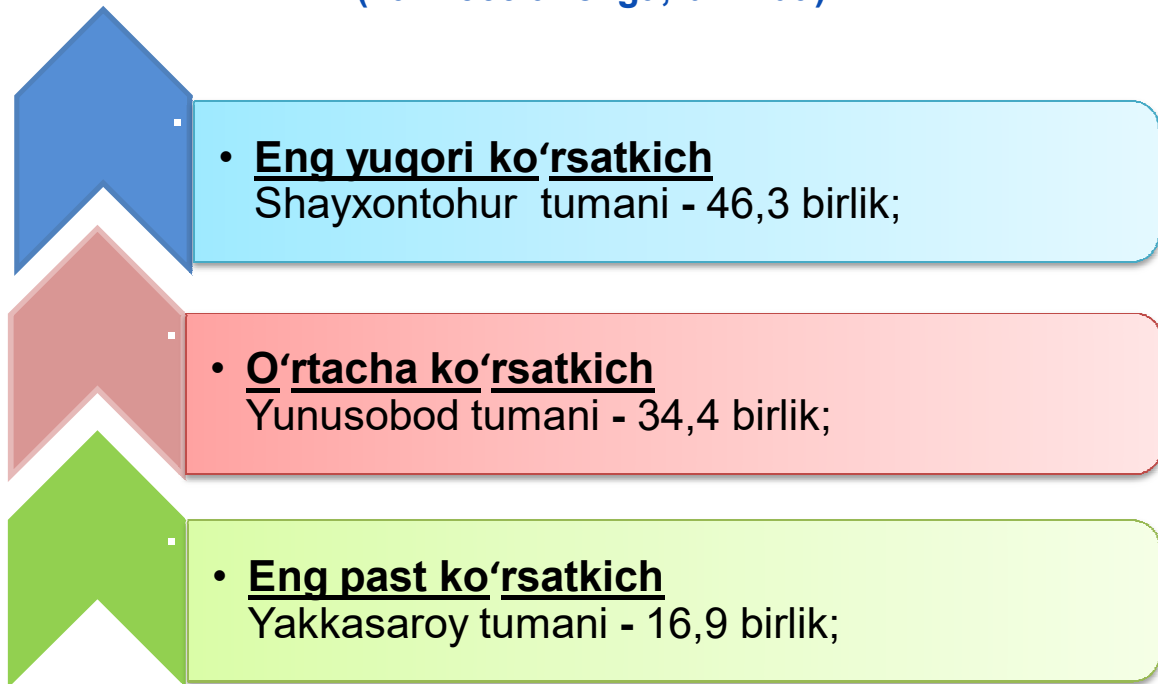 • Eng yuqori ko‘rsatkich
Shayxontohur tumani - 46,3 birlik;
• O‘rtacha ko‘rsatkich
Yunusobod tumani - 34,4 birlik;
• Eng past ko‘rsatkich
Yakkasaroy tumani - 16,9 birlik;